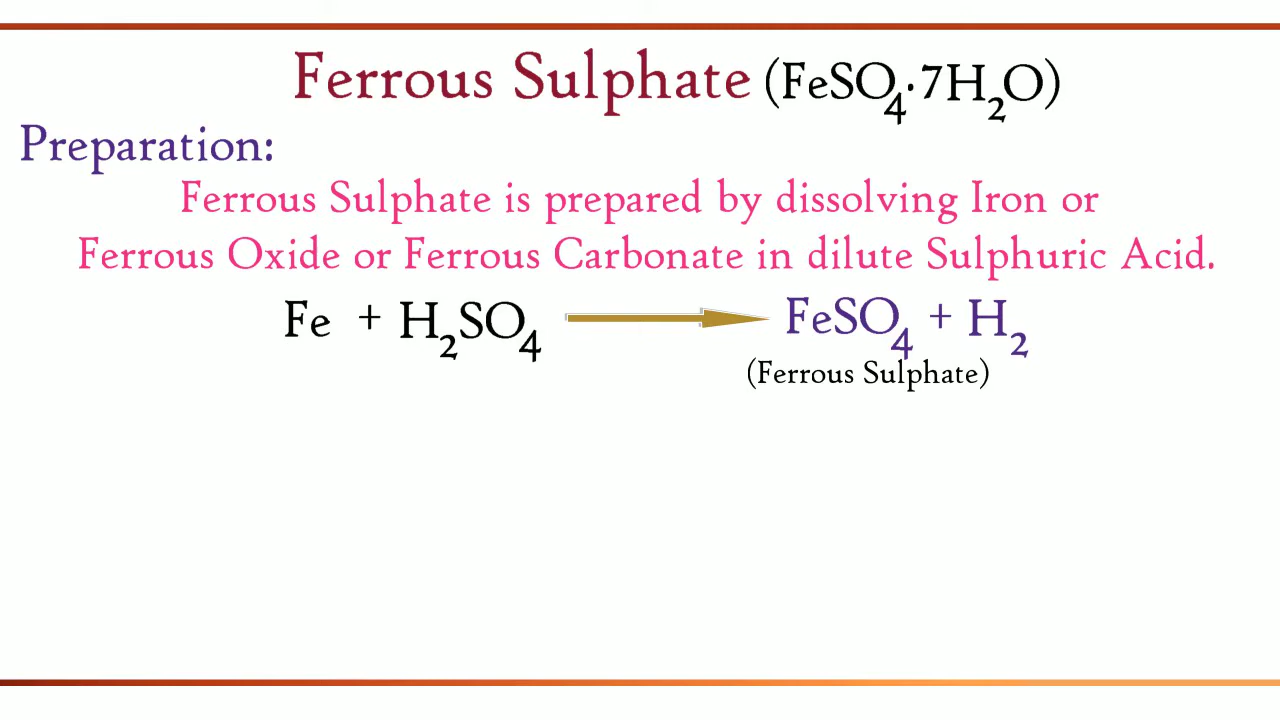 Ferrous Sulphate (FeSO₄·7H₂O)
Preparation:
Ferrous Sulphate is prepared by dissolving Iron or
Ferrous Oxide or Ferrous Carbonate in dilute Sulphuric Acid.
Fe + H₂SO₄ → FeSO₄ + H₂
(Ferrous Sulphate)